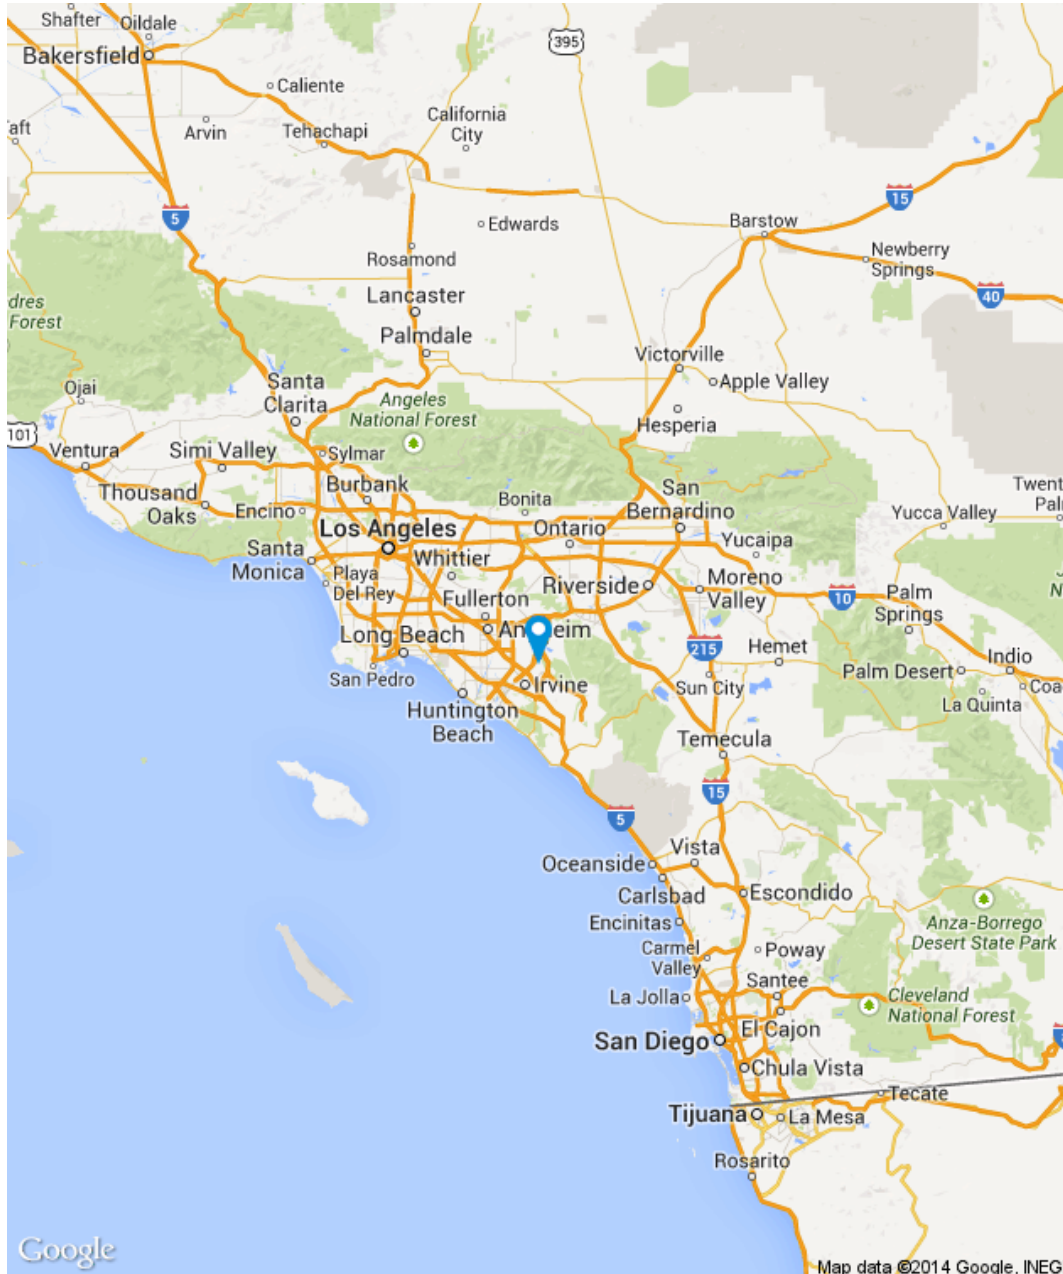 Shafter
Oildale
Bakersfield
395
Caliente
California
City
aft
Arvin
Tehachapi
5
15
Edwards
Barstow
Rosamond
Newberry
Springs
Lancaster
40
dres
Forest
Palmdale
Victorville
Apple Valley
Santa
Clarita
Ojai
Angeles
National Forest
Hesperia
101
Ventura
Simi Valley
Sylmar
Burbank
Thousand
Oaks
Encino
Bonita
San
Bernardino
Twent
Pal
Yucca Valley
Los Angeles
Ontario
Yucaipa
Santa
Monica
Whittier
Playa
Del Rey
Riverside
Moreno
Valley
10
Palm
Springs
N
Fullerton
Anaheim
Long Beach
215
Hemet
San Pedro
Irvine
Sun City
Palm Desert
Indio
Coa
La Quinta
Huntington
Beach
Temecula
15
5
Vista
Oceanside
Carlsbad
Escondido
Encinitas
Anza-Borrego
Desert State Park
Carmel
Valley
Poway
Santee
La Jolla
Cleveland
National Forest
El Cajon
San Diego
Chula Vista
Tecate
Tijuana
La Mesa
Rosarito
Google
Map data ©2014 Google, INEG